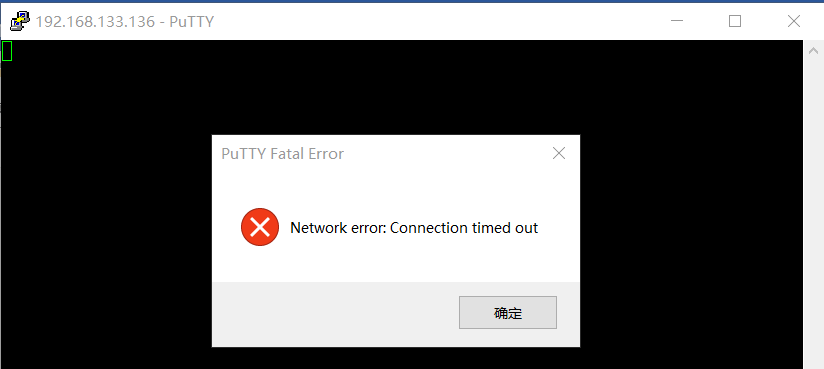 192.168.133.136 - PuTTY
PuTTY Fatal Error
Network error: Connection timed out
确定